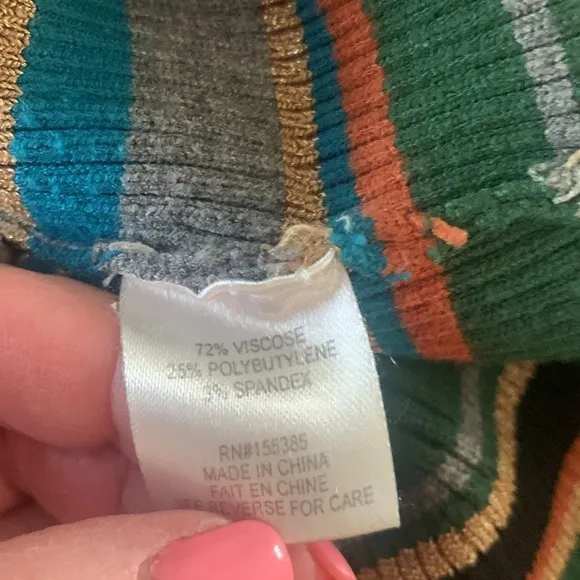 72% VISCOSE
25% POLYBUTYLENE
3% SPANDEX
RN#155385
MADE IN CHINA
FAIT EN CHINE
SEE REVERSE FOR CARE